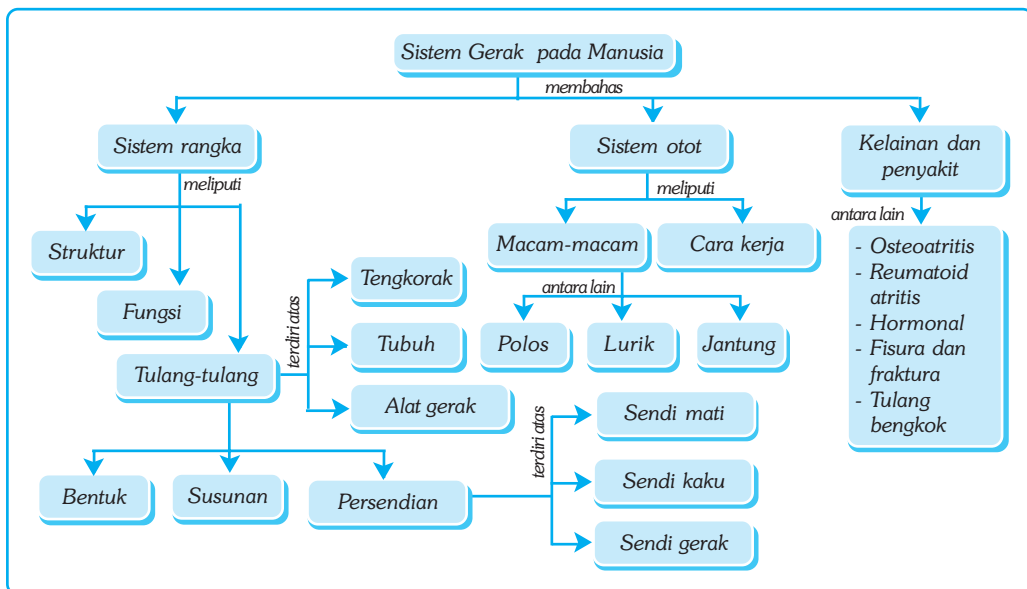 Sistem Gerak pada Manusia
membahas
Sistem rangka
Sistem otot
Kelainan dan
penyakit
meliputi
meliputi
antara lain
Struktur
Fungsi
Tulang-tulang
terdiri atas
Tengkorak
Tubuh
Alat gerak
Macam-macam
Cara kerja
antara lain
Polos
Lurik
Jantung
- Osteoatritis
- Reumatoid
atritis
- Hormonal
- Fisura dan
fraktura
- Tulang
bengkok
Bentuk
Susunan
Persendian
terdiri atas
Sendi mati
Sendi kaku
Sendi gerak